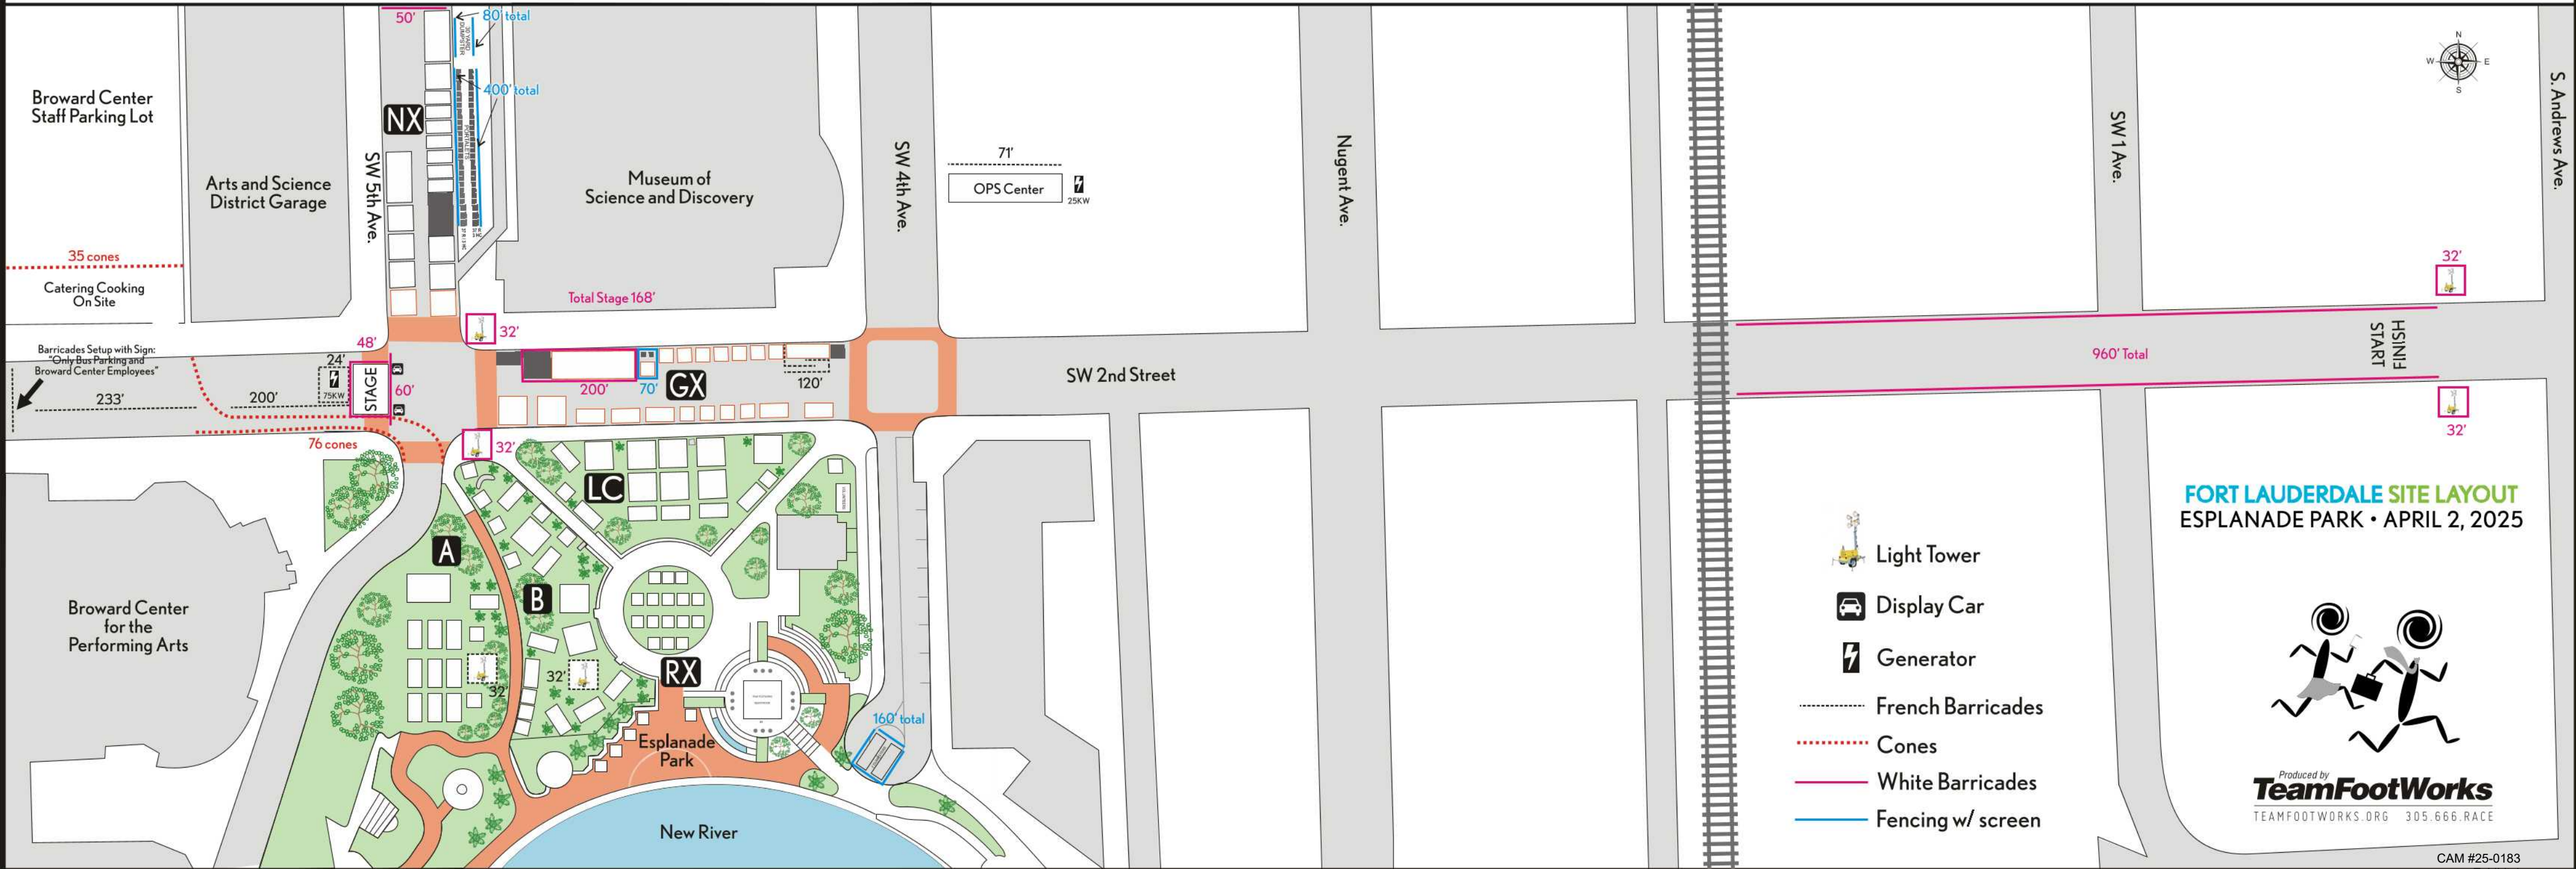 50'
80' total
30 YARD
DUMPSTER
400' total
PORTALETS
NX
Broward Center
Staff Parking Lot
Arts and Science
District Garage
SW 5th Ave.
Museum of
Science and Discovery
SW 4th Ave.
71'
OPS Center
25KW
Nugent Ave.
SW 1 Ave.
S. Andrews Ave.
N
W
E
S
35 cones
Catering Cooking
On Site
Total Stage 168'
32'
32'
Barricades Setup with Sign:
"Only Bus Parking and
Broward Center Employees"
48'
24'
75KW
STAGE
60'
233'
200'
76 cones
32'
200'
70'
GX
120'
SW 2nd Street
960' Total
START
FINISH
32'
LC
A
B
RX
32'
32'
Broward Center
for the
Performing Arts
Esplanade
Park
160' total
New River
Light Tower
Display Car
Generator
French Barricades
Cones
White Barricades
Fencing w/ screen
FORT LAUDERDALE SITE LAYOUT
ESPLANADE PARK • APRIL 2, 2025
Produced by
TeamFootWorks
TEAMFOOTWORKS.ORG 305.666.RACE
CAM #25-0183